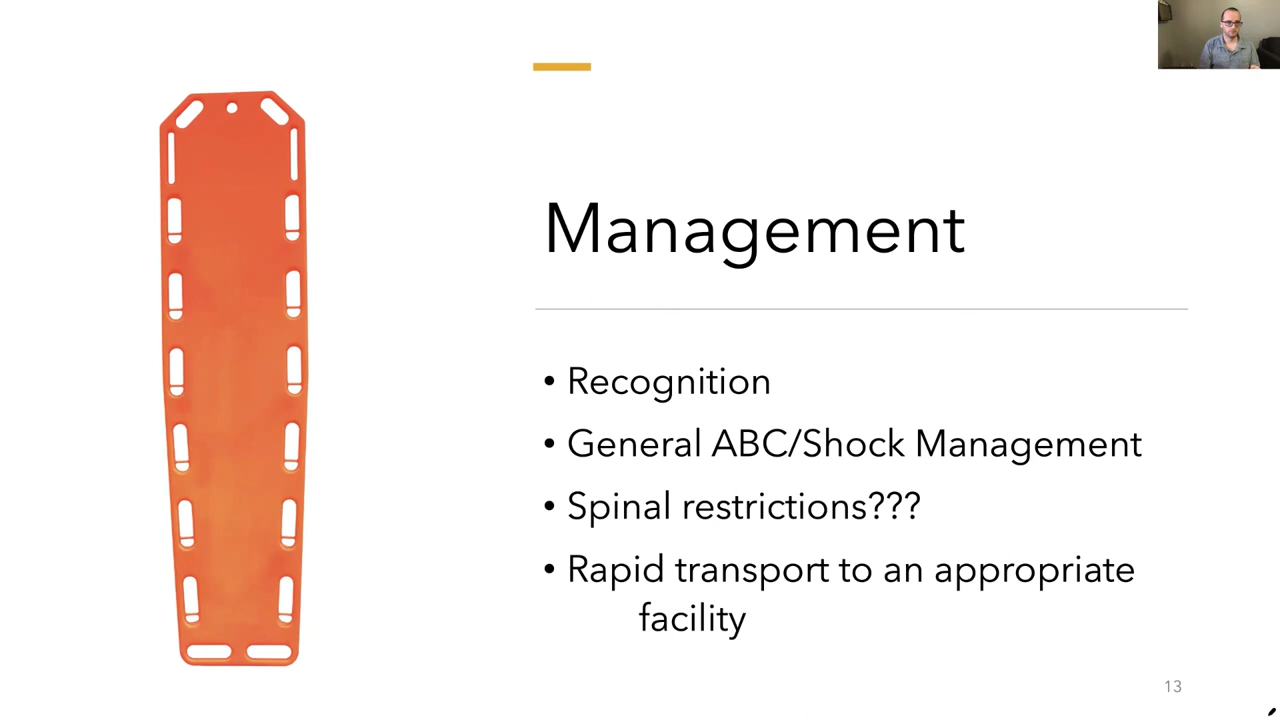 Management
• Recognition
• General ABC/Shock Management
• Spinal restrictions???
• Rapid transport to an appropriate
facility
13